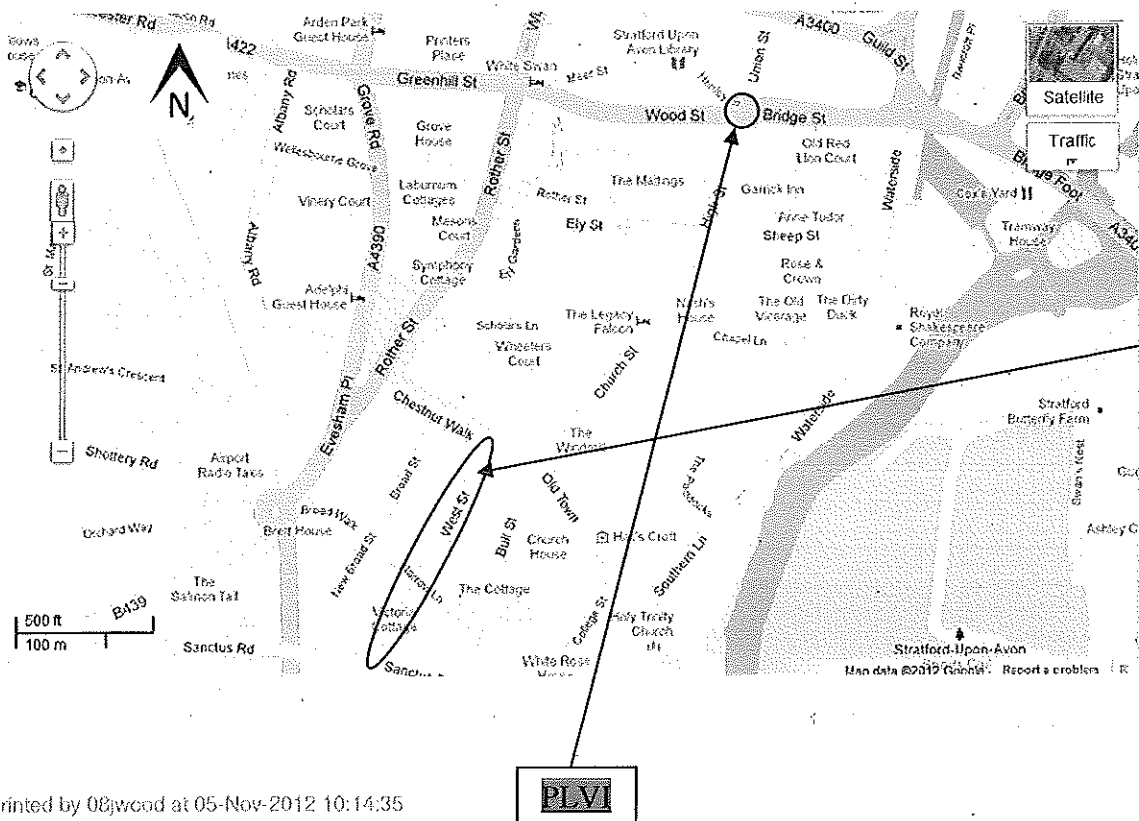 A3400
Arden Park
Guest House
Printers
Place
White Swan
Stratford Upon
Avon Library
Union St
Guild St
Meer St
Greenhill St
Satellite
Wood St
Bridge St
N
Albany Rd
Scholars
Court
Grove Rd
Grove
House
Rother St
Traffic
Old Red
Lion Court
Waterside
Bridge Foot
Laburnum
Cottages
Vinery Court
The Maltings
Rother St
High St
Garrick Inn
Cox's Yard
Masons
Court
Ely St
Anne Tudor
Sheep St
Tramway
House
A4390
Albany Rd
Symphony
Cottage
Rose &
Crown
Adelphi
Guest House
Nash's
House
The Old
Vicarage
The Dirty
Duck
The Legacy
Falcon
Scholars Ln
Wheelers
Court
Royal
Shakespeare
Company
Chapel Ln
Rother St
Church St
St Andrew's Crescent
Evesham Pl
Chestnut Walk
Waterside
Stratford
Butterfly Farm
Shottery Rd
Airport
Radio Taxis
Broad St
West St
The
Windmill
Old Town
The Paddocks
Swan's Nest
Orchard Way
Broad Walk
Brett House
New Broad St
Bull St
Church
House
Hall's Croft
Southern Ln
Narrow Ln
The Cottage
Victoria
Cottage
The
Salmon Tail
B439
500 ft
100 m
Sanctus Rd
College St
Holy Trinity
Church
White Rose
Stratford-Upon-Avon
Map data ©2012 Google - Report a problem
rinted by 08jwood at 05-Nov-2012 10:14:35
PLVI